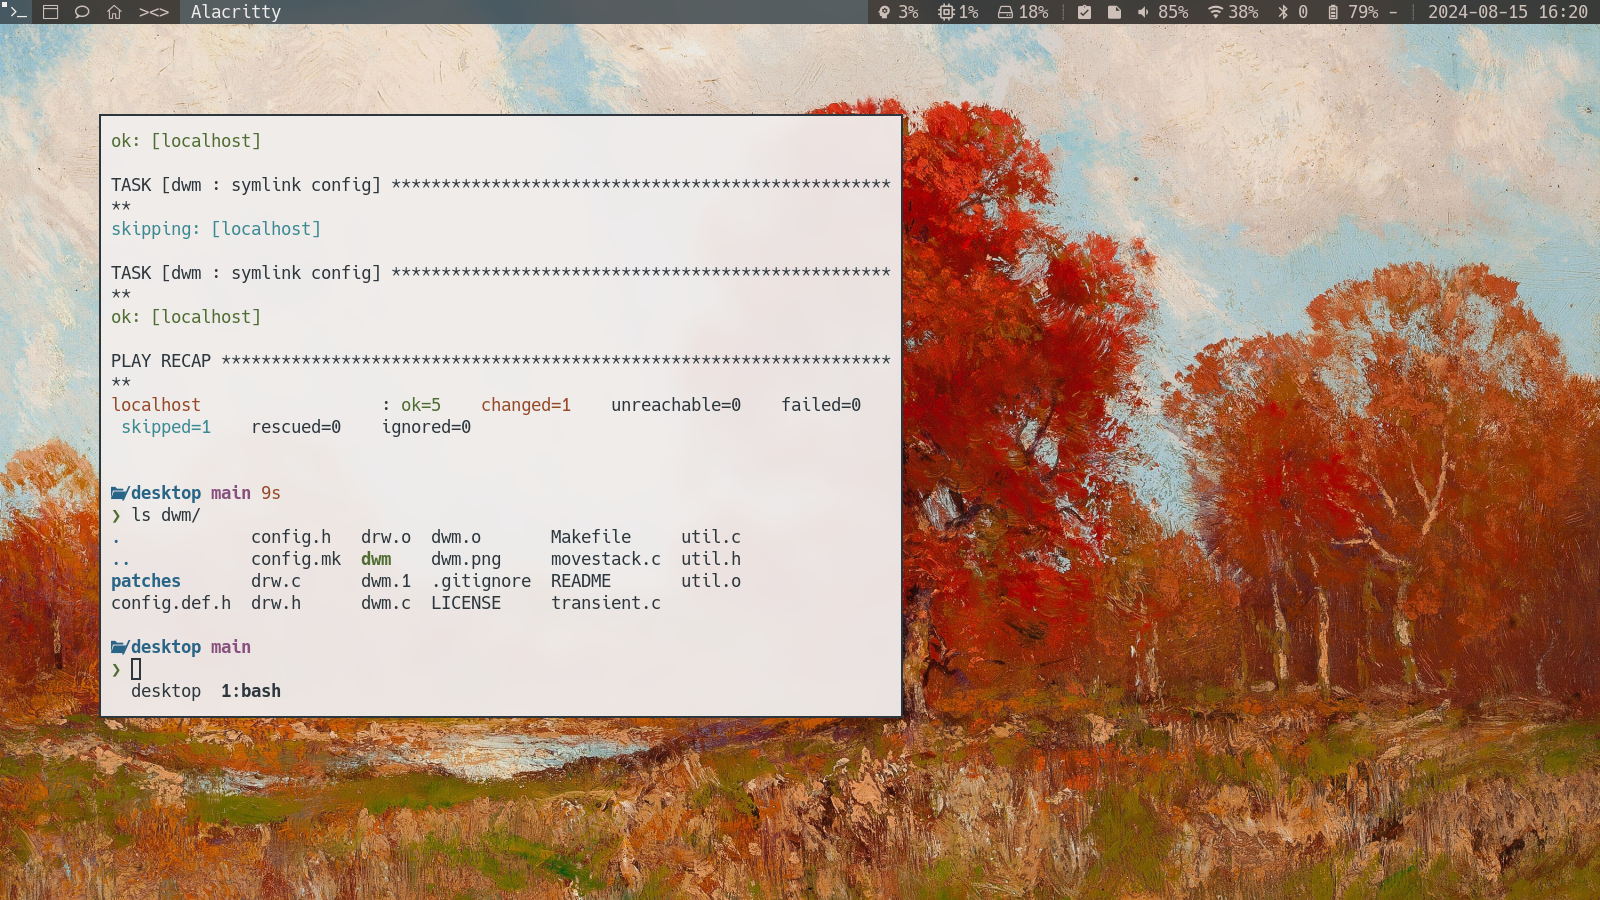 ><> Alacritty 3% 1% 18% 85% 38% 0 79% - 2024-08-15 16:20
ok: [localhost]
TASK [dwm : symlink config] **************************************************
**
skipping: [localhost]
TASK [dwm : symlink config] **************************************************
**
ok: [localhost]
PLAY RECAP *******************************************************************
**
localhost : ok=5 changed=1 unreachable=0 failed=0
skipped=1 rescued=0 ignored=0
/desktop main 9s
❯ ls dwm/
. config.h drw.o dwm.o Makefile util.c
.. config.mk dwm dwm.png movestack.c util.h
patches drw.c dwm.1 .gitignore README util.o
config.def.h drw.h dwm.c LICENSE transient.c
/desktop main
❯
desktop 1:bash